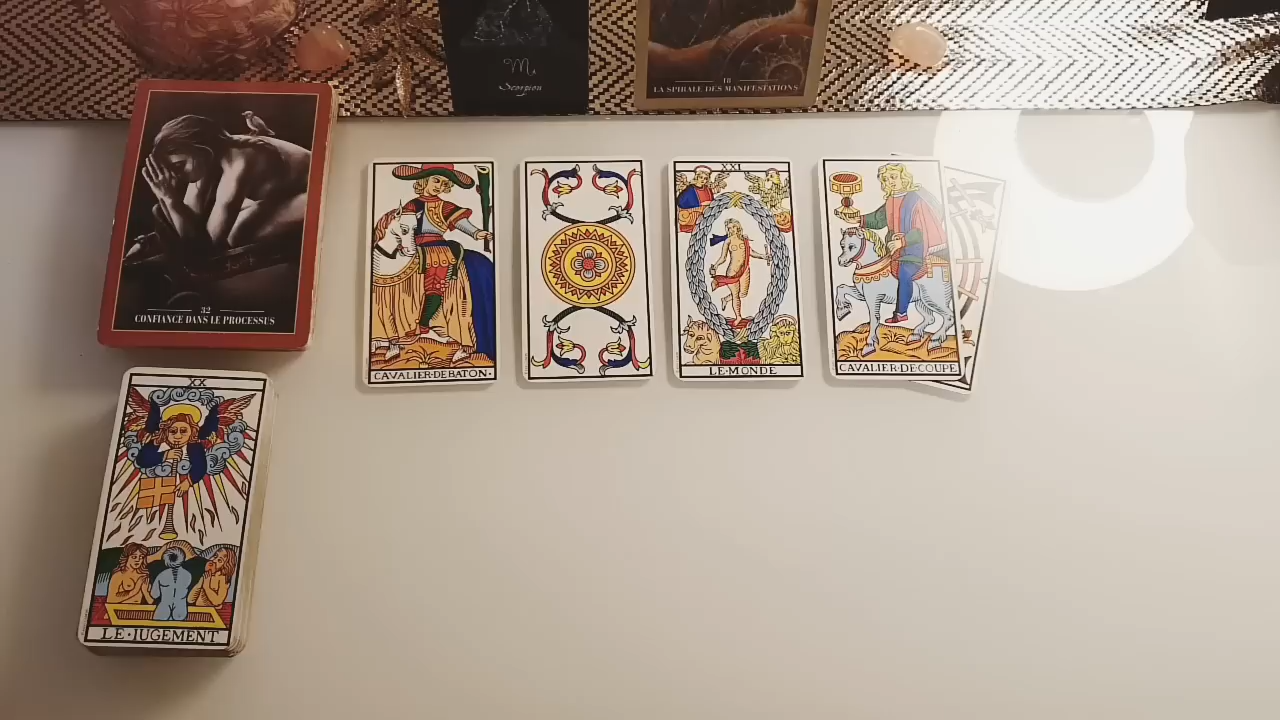 Scorpion
18
LA SPIRALE DES MANIFESTATIONS
32
CONFIANCE DANS LE PROCESSUS
CAVALIER·DE·BATON·
XXI
LE·MONDE
CAVALIER·DE·COUPE
XX
LE·JUGEMENT